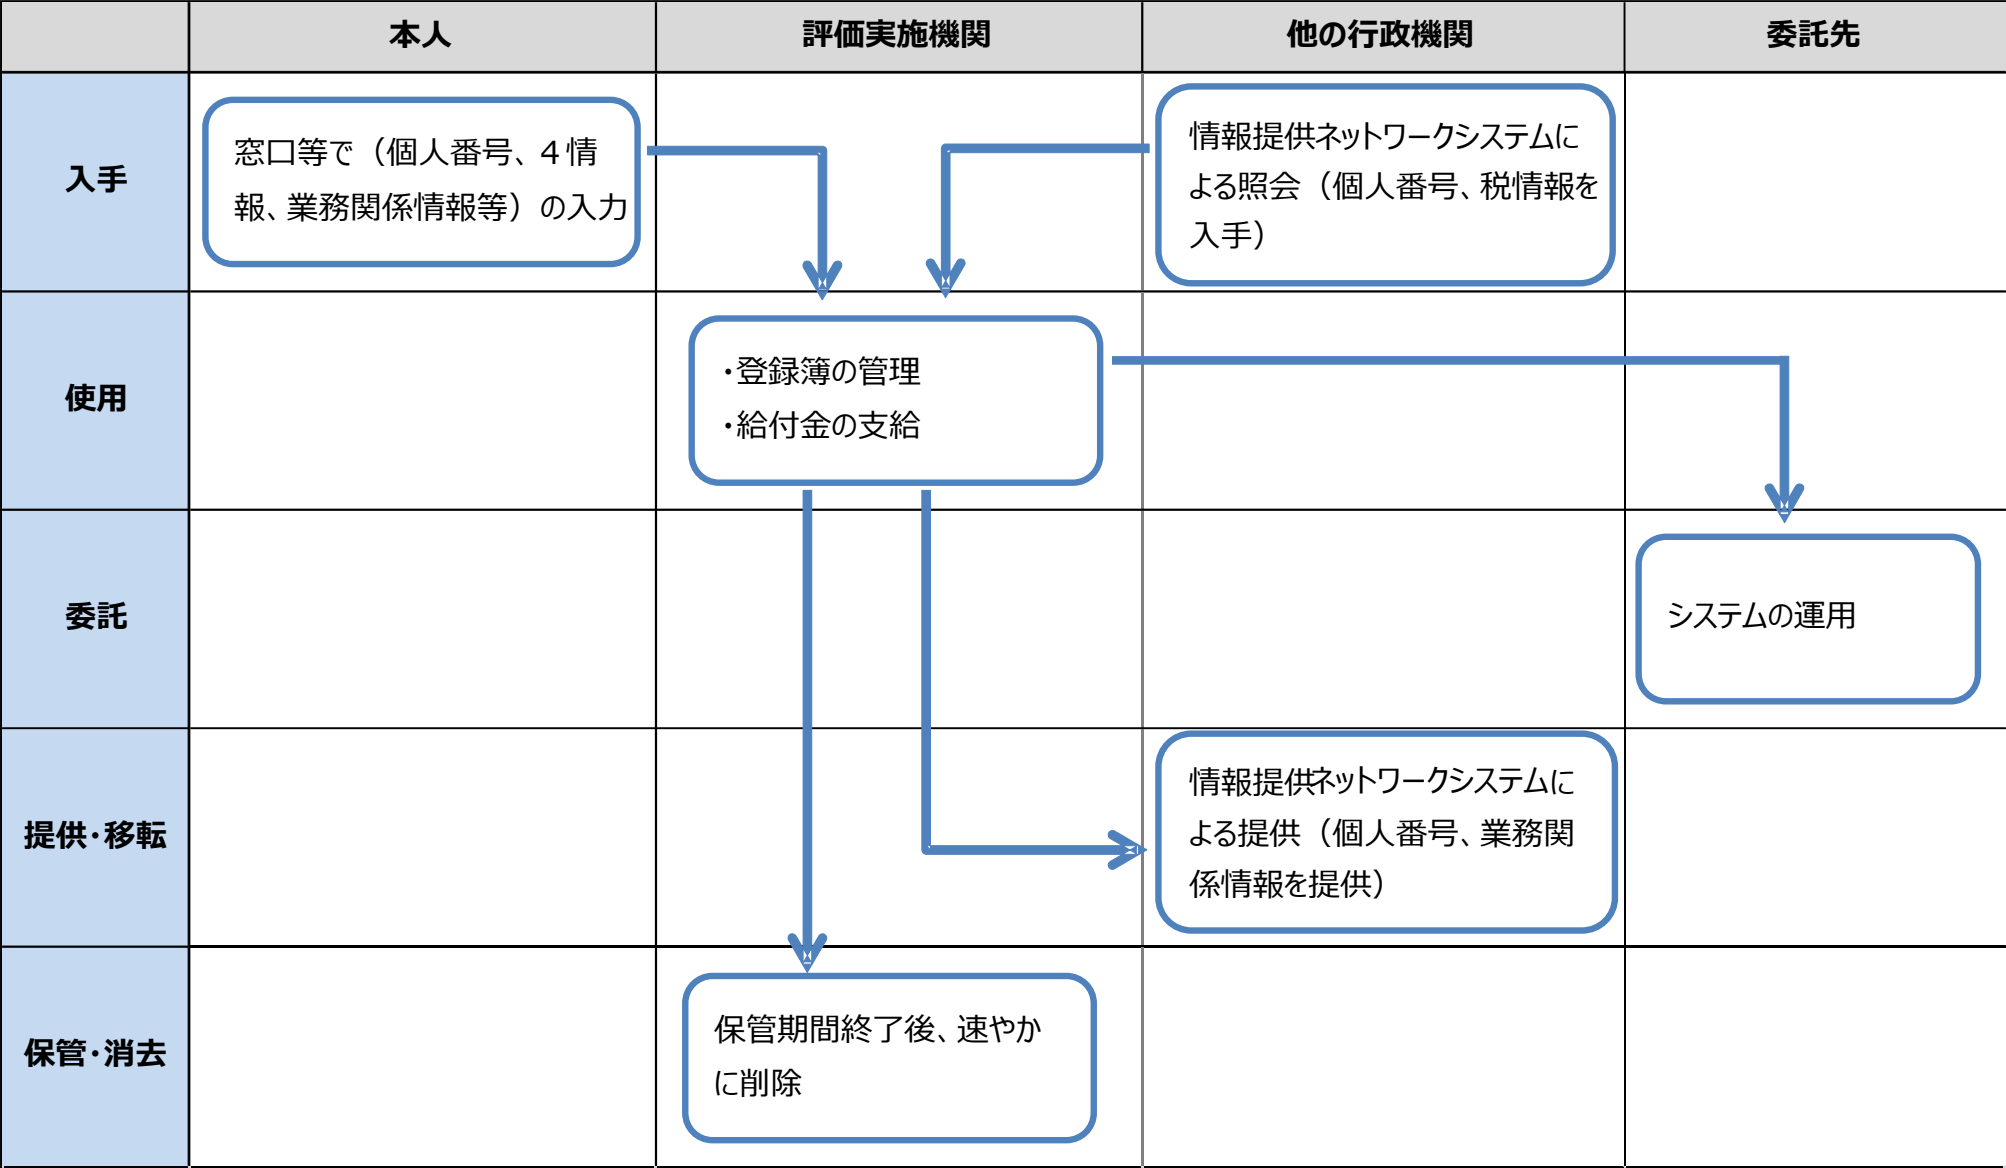 本人
評価実施機関
他の行政機関
委託先
入手
窓口等で（個人番号、４情
報、業務関係情報等）の入力
情報提供ネットワークシステムに
よる照会（個人番号、税情報を
入手）
使用
・登録簿の管理
・給付金の支給
委託
システムの運用
提供・移転
情報提供ネットワークシステムに
よる提供（個人番号、業務関
係情報を提供）
保管・消去
保管期間終了後、速やか
に削除